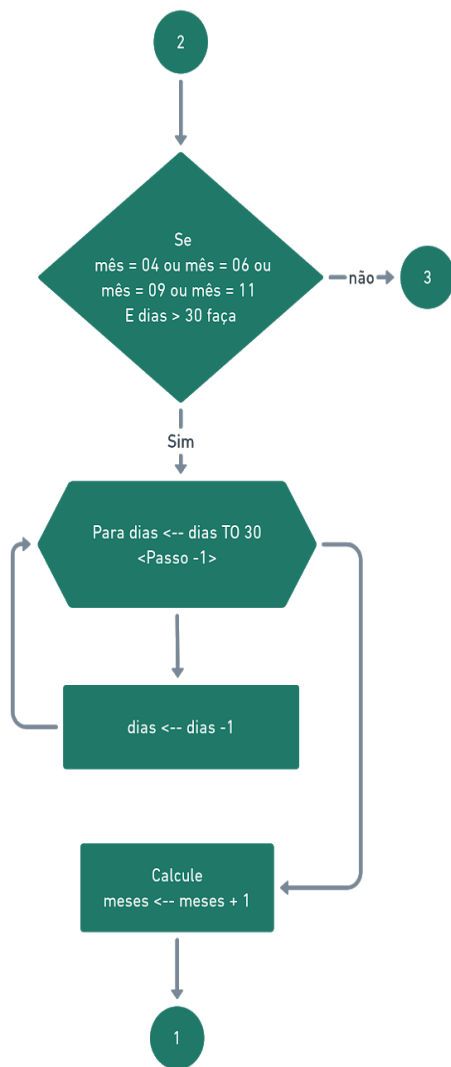 2
Se
mês = 04 ou mês = 06 ou
mês = 09 ou mês = 11
E dias > 30 faça
não
3
Sim
Para dias <-- dias TO 30
<Passo -1>
dias <-- dias -1
Calcule
meses <-- meses + 1
1